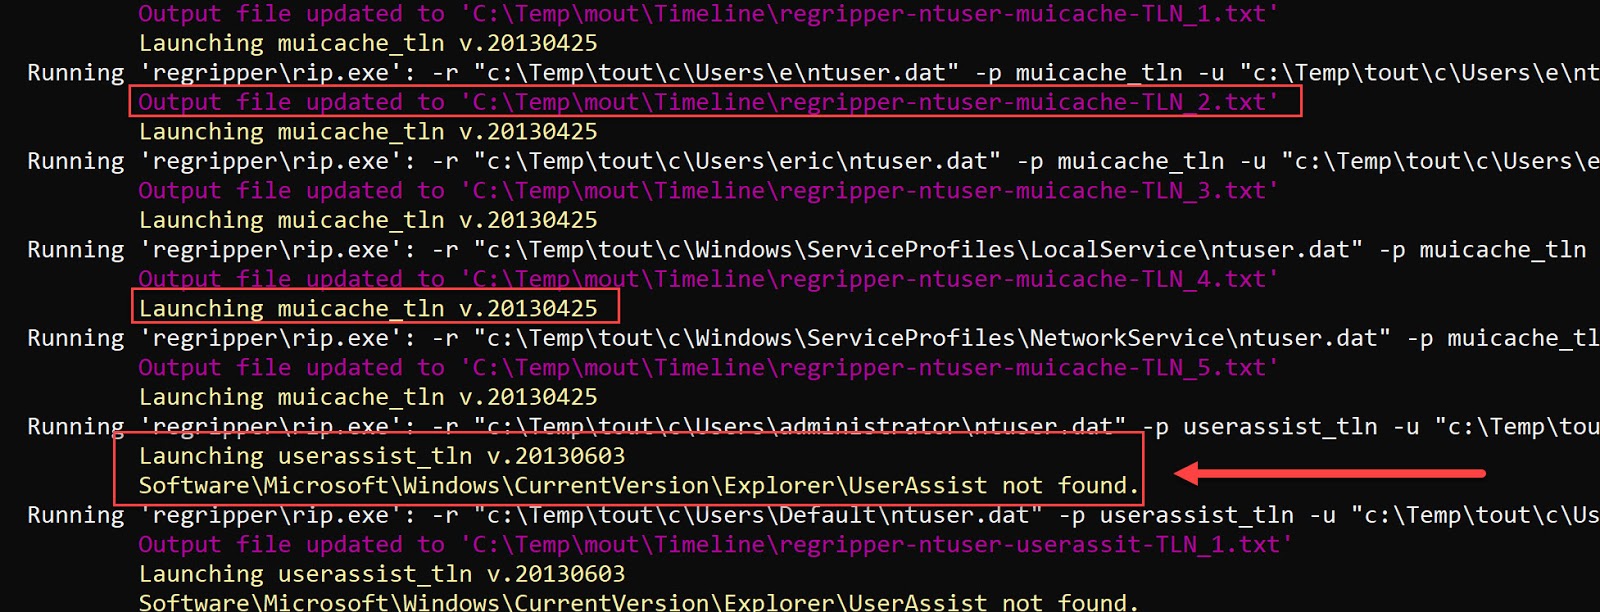 Output file updated to 'C:\Temp\mout\Timeline\regripper-ntuser-muicache-TLN_1.txt'
Launching muicache_tln v.20130425
Running 'regripper\rip.exe': -r "c:\Temp\tout\c\Users\e\ntuser.dat" -p muicache_tln -u "c:\Temp\tout\c\Users\e\nt
Output file updated to 'C:\Temp\mout\Timeline\regripper-ntuser-muicache-TLN_2.txt'
Launching muicache_tln v.20130425
Running 'regripper\rip.exe': -r "c:\Temp\tout\c\Users\eric\ntuser.dat" -p muicache_tln -u "c:\Temp\tout\c\Users\e
Output file updated to 'C:\Temp\mout\Timeline\regripper-ntuser-muicache-TLN_3.txt'
Launching muicache_tln v.20130425
Running 'regripper\rip.exe': -r "c:\Temp\tout\c\Windows\ServiceProfiles\LocalService\ntuser.dat" -p muicache_tln
Output file updated to 'C:\Temp\mout\Timeline\regripper-ntuser-muicache-TLN_4.txt'
Launching muicache_tln v.20130425
Running 'regripper\rip.exe': -r "c:\Temp\tout\c\Windows\ServiceProfiles\NetworkService\ntuser.dat" -p muicache_tl
Output file updated to 'C:\Temp\mout\Timeline\regripper-ntuser-muicache-TLN_5.txt'
Launching muicache_tln v.20130425
Running 'regripper\rip.exe': -r "c:\Temp\tout\c\Users\administrator\ntuser.dat" -p userassist_tln -u "c:\Temp\tou
Launching userassist_tln v.20130603
Software\Microsoft\Windows\CurrentVersion\Explorer\UserAssist not found.
Running 'regripper\rip.exe': -r "c:\Temp\tout\c\Users\Default\ntuser.dat" -p userassist_tln -u "c:\Temp\tout\c\Us
Output file updated to 'C:\Temp\mout\Timeline\regripper-ntuser-userassit-TLN_1.txt'
Launching userassist_tln v.20130603
Software\Microsoft\Windows\CurrentVersion\Explorer\UserAssist not found.